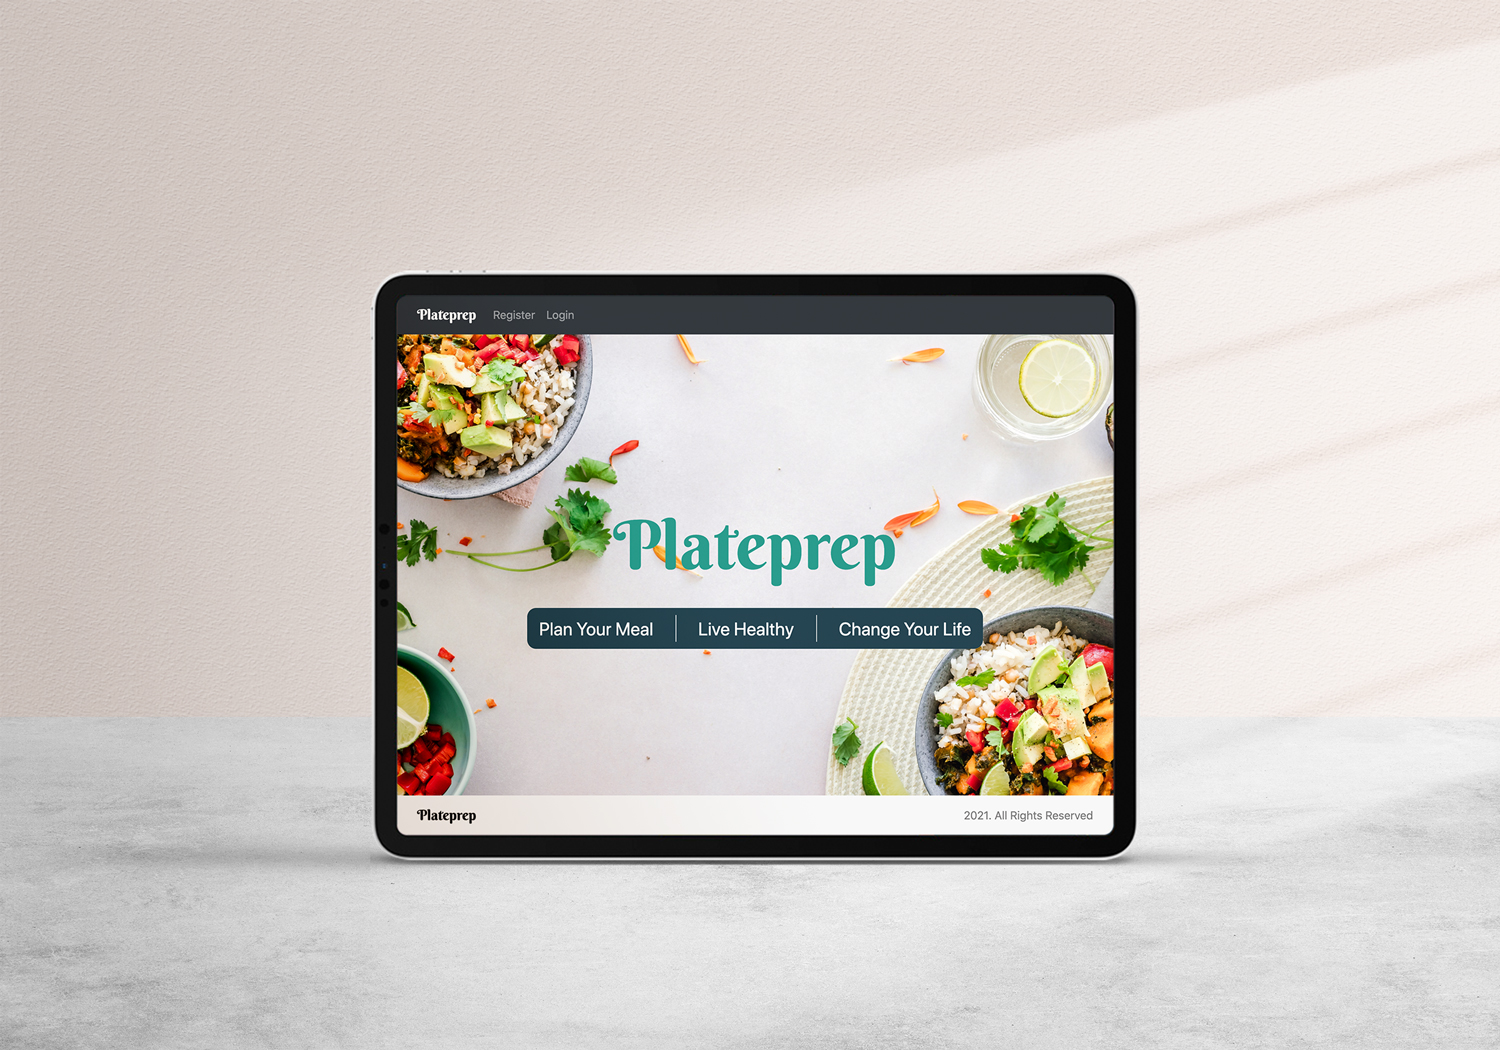 Plateprep Register Login
Plateprep
Plan Your Meal | Live Healthy | Change Your Life
Plateprep 2021. All Rights Reserved